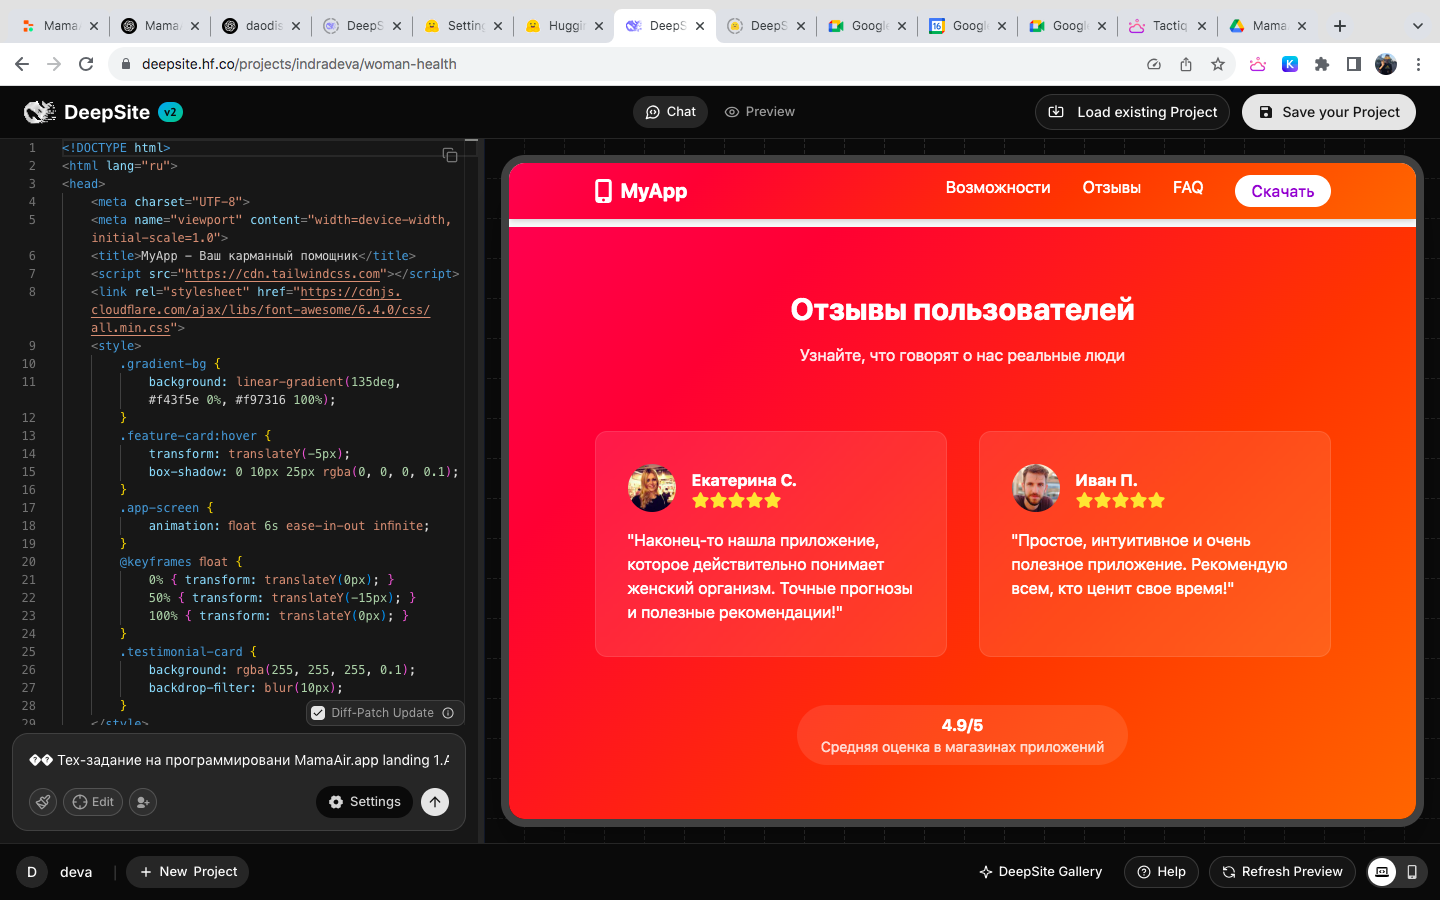 Mama
Mama
daodis
DeepS
Setting
Huggin
DeepS
DeepS
Google
16
Google
Google
Tactiq
Mama
deepsite.hf.co/projects/indradeva/woman-health
K
DeepSite v2
Chat
Preview
Load existing Project
Save your Project
1 <!DOCTYPE html>
2 <html lang="ru">
3 <head>
4 <meta charset="UTF-8">
5 <meta name="viewport" content="width=device-width,
initial-scale=1.0">
6 <title>MyApp - Ваш карманный помощник</title>
7 <script src="https://cdn.tailwindcss.com"></script>
8 <link rel="stylesheet" href="https://cdnjs.
cloudflare.com/ajax/libs/font-awesome/6.4.0/css/
all.min.css">
9 <style>
10 .gradient-bg {
11 background: linear-gradient(135deg,
#f43f5e 0%, #f97316 100%);
12 }
13 .feature-card:hover {
14 transform: translateY(-5px);
15 box-shadow: 0 10px 25px rgba(0, 0, 0, 0.1);
16 }
17 .app-screen {
18 animation: float 6s ease-in-out infinite;
19 }
20 @keyframes float {
21 0% { transform: translateY(0px); }
22 50% { transform: translateY(-15px); }
23 100% { transform: translateY(0px); }
24 }
25 .testimonial-card {
26 background: rgba(255, 255, 255, 0.1);
27 backdrop-filter: blur(10px);
28 }
29 </style>
Diff-Patch Update
�� Тех-задание на программировани MamaAir.app landing 1.A
Edit
Settings
MyApp
Возможности
Отзывы
FAQ
Скачать
Отзывы пользователей
Узнайте, что говорят о нас реальные люди
Екатерина С.
"Наконец-то нашла приложение,
которое действительно понимает
женский организм. Точные прогнозы
и полезные рекомендации!"
Иван П.
"Простое, интуитивное и очень
полезное приложение. Рекомендую
всем, кто ценит свое время!"
4.9/5
Средняя оценка в магазинах приложений
D
deva
New Project
DeepSite Gallery
Help
Refresh Preview